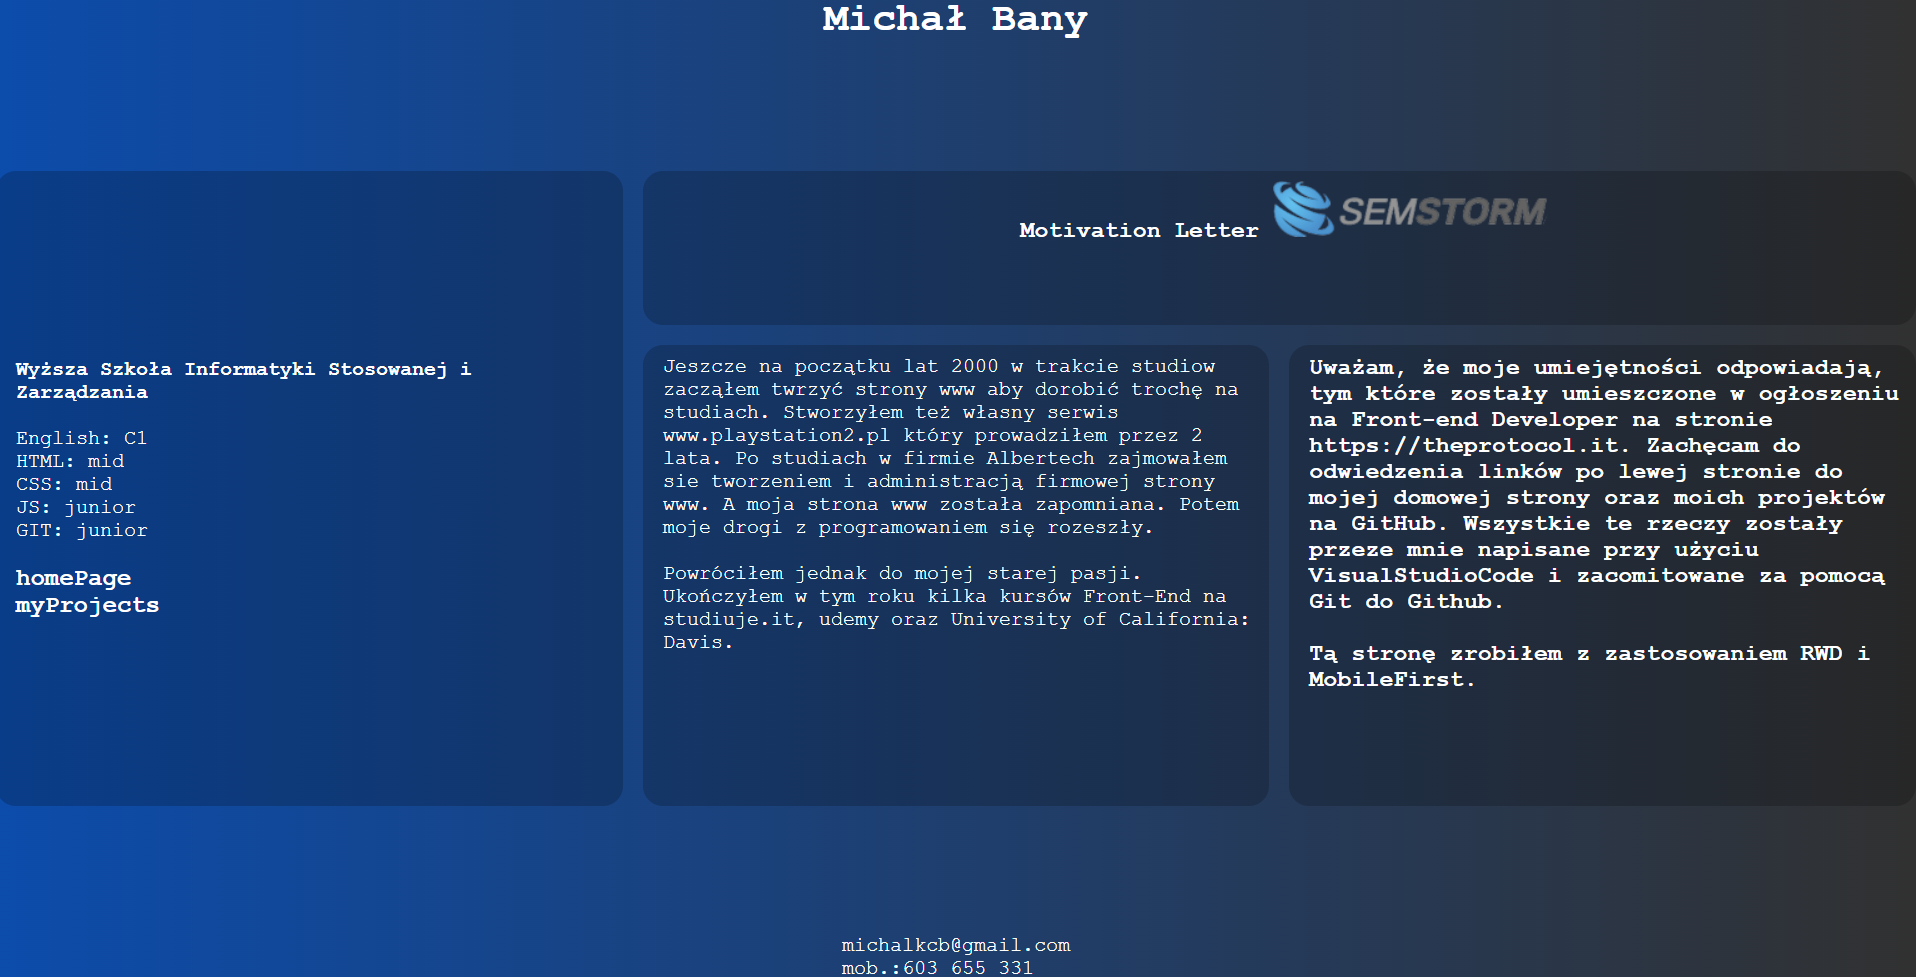 Michał Bany
Motivation Letter SEMSTORM
Wyższa Szkoła Informatyki Stosowanej i
Zarządzania
English: C1
HTML: mid
CSS: mid
JS: junior
GIT: junior
homePage
myProjects
Jeszcze na początku lat 2000 w trakcie studiow
zacząłem twrzyć strony www aby dorobić trochę na
studiach. Stworzyłem też własny serwis
www.playstation2.pl który prowadziłem przez 2
lata. Po studiach w firmie Albertech zajmowałem
sie tworzeniem i administracją firmowej strony
www. A moja strona www została zapomniana. Potem
moje drogi z programowaniem się rozeszły.
Powróciłem jednak do mojej starej pasji.
Ukończyłem w tym roku kilka kursów Front-End na
studiuje.it, udemy oraz University of California:
Davis.
Uważam, że moje umiejętności odpowiadają,
tym które zostały umieszczone w ogłoszeniu
na Front-end Developer na stronie
https://theprotocol.it. Zachęcam do
odwiedzenia linków po lewej stronie do
mojej domowej strony oraz moich projektów
na GitHub. Wszystkie te rzeczy zostały
przeze mnie napisane przy użyciu
VisualStudioCode i zacomitowane za pomocą
Git do Github.
Tą stronę zrobiłem z zastosowaniem RWD i
MobileFirst.
michalkcb@gmail.com
mob.:603 655 331